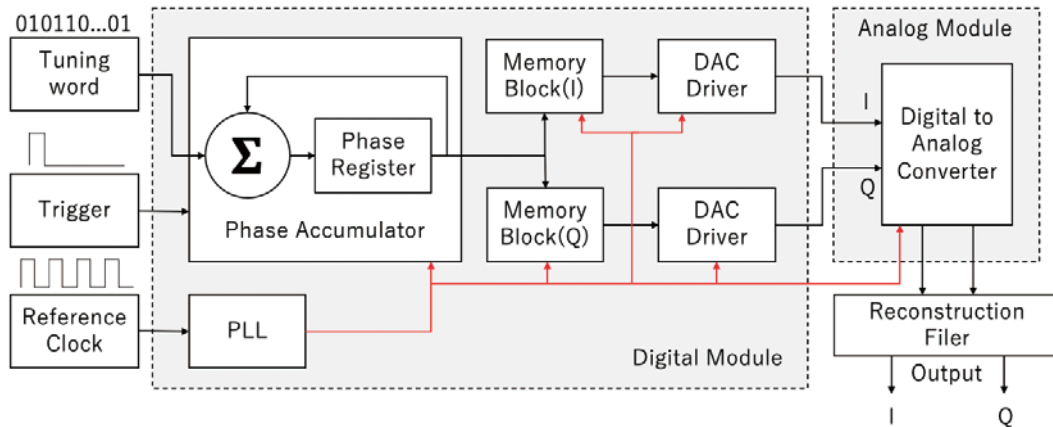 010110...01
Tuning
word
Trigger
Reference
Clock
Σ
Phase
Register
Phase Accumulator
PLL
Memory
Block(I)
DAC
Driver
Memory
Block(Q)
DAC
Driver
Digital Module
Analog Module
I
Q
Digital to
Analog
Converter
Reconstruction
Filer
Output
I
Q